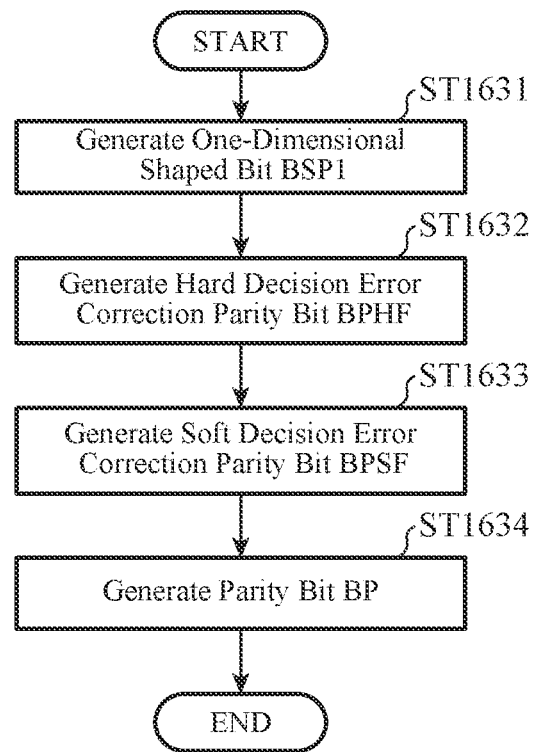 START
ST1631
Generate One-Dimensional
Shaped Bit BSP1
ST1632
Generate Hard Decision Error
Correction Parity Bit BPHF
ST1633
Generate Soft Decision Error
Correction Parity Bit BPSF
ST1634
Generate Parity Bit BP
END